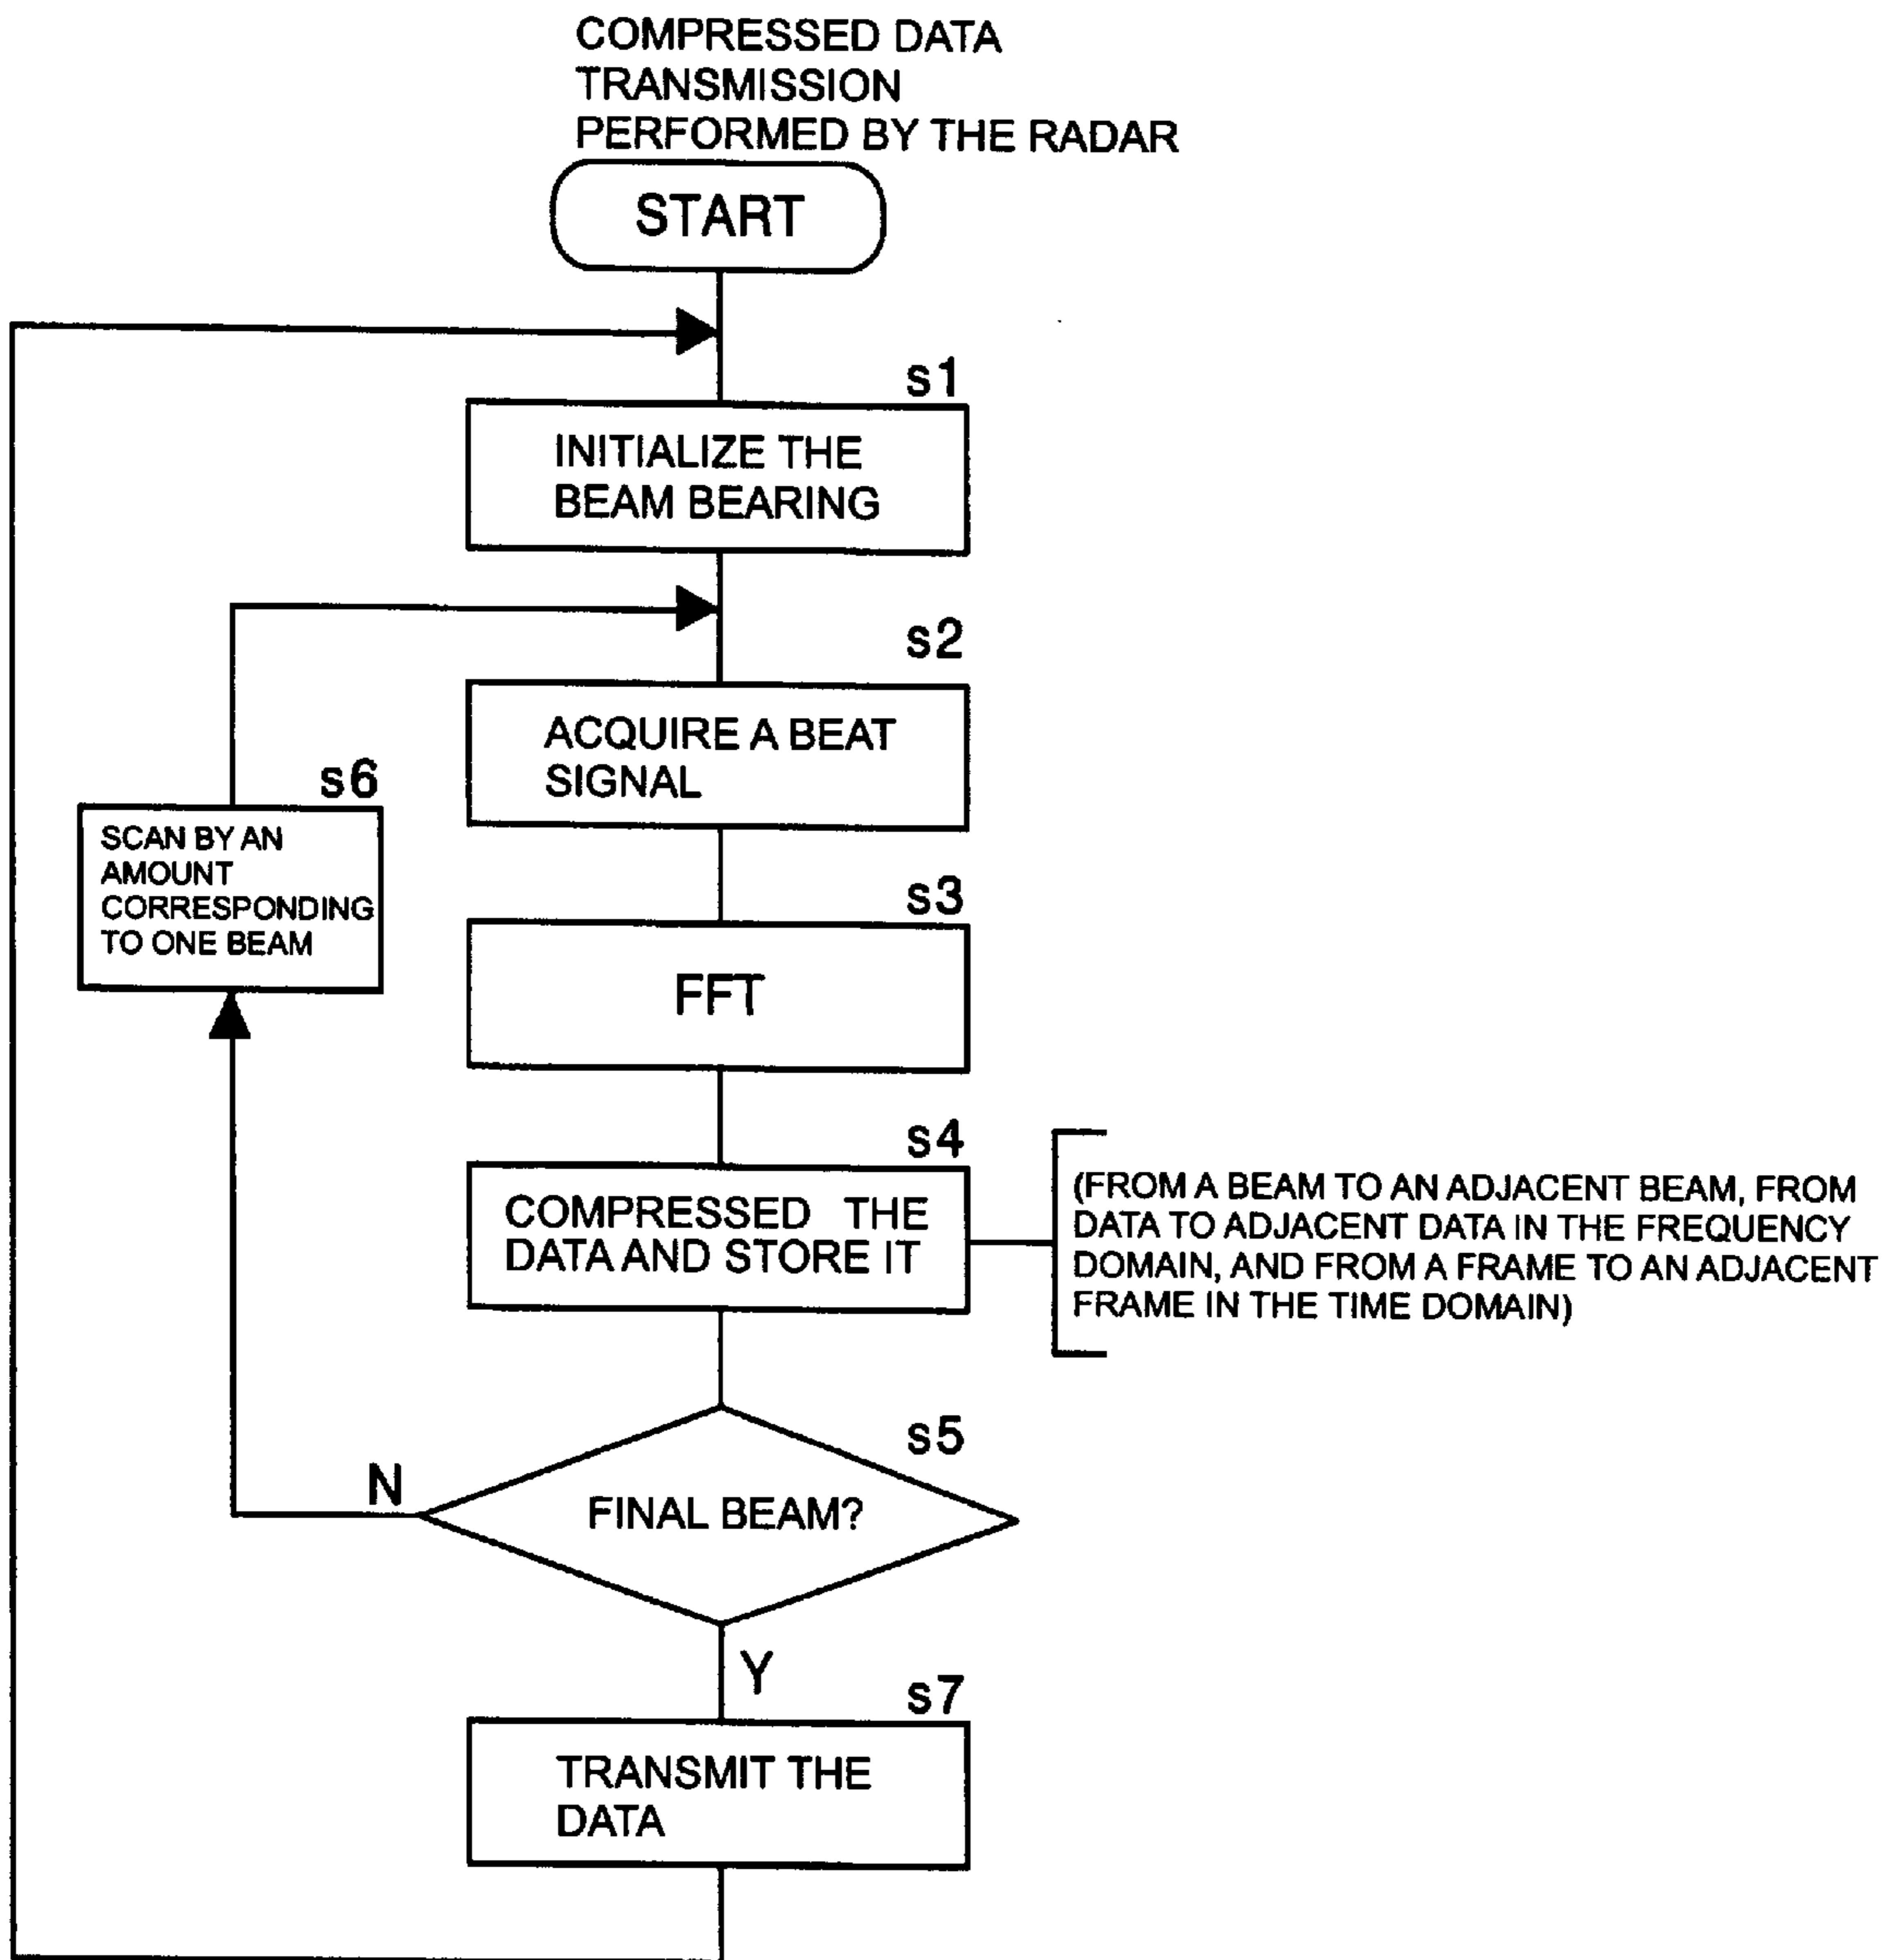 COMPRESSED DATA
TRANSMISSION
PERFORMED BY THE RADAR
START
s1
INITIALIZE THE
BEAM BEARING
s2
ACQUIRE A BEAT
SIGNAL
s6
SCAN BY AN
AMOUNT
CORRESPONDING
TO ONE BEAM
s3
FFT
s4
COMPRESSED THE
DATA AND STORE IT
(FROM A BEAM TO AN ADJACENT BEAM, FROM
DATA TO ADJACENT DATA IN THE FREQUENCY
DOMAIN, AND FROM A FRAME TO AN ADJACENT
FRAME IN THE TIME DOMAIN)
s5
N
FINAL BEAM?
Y
s7
TRANSMIT THE
DATA